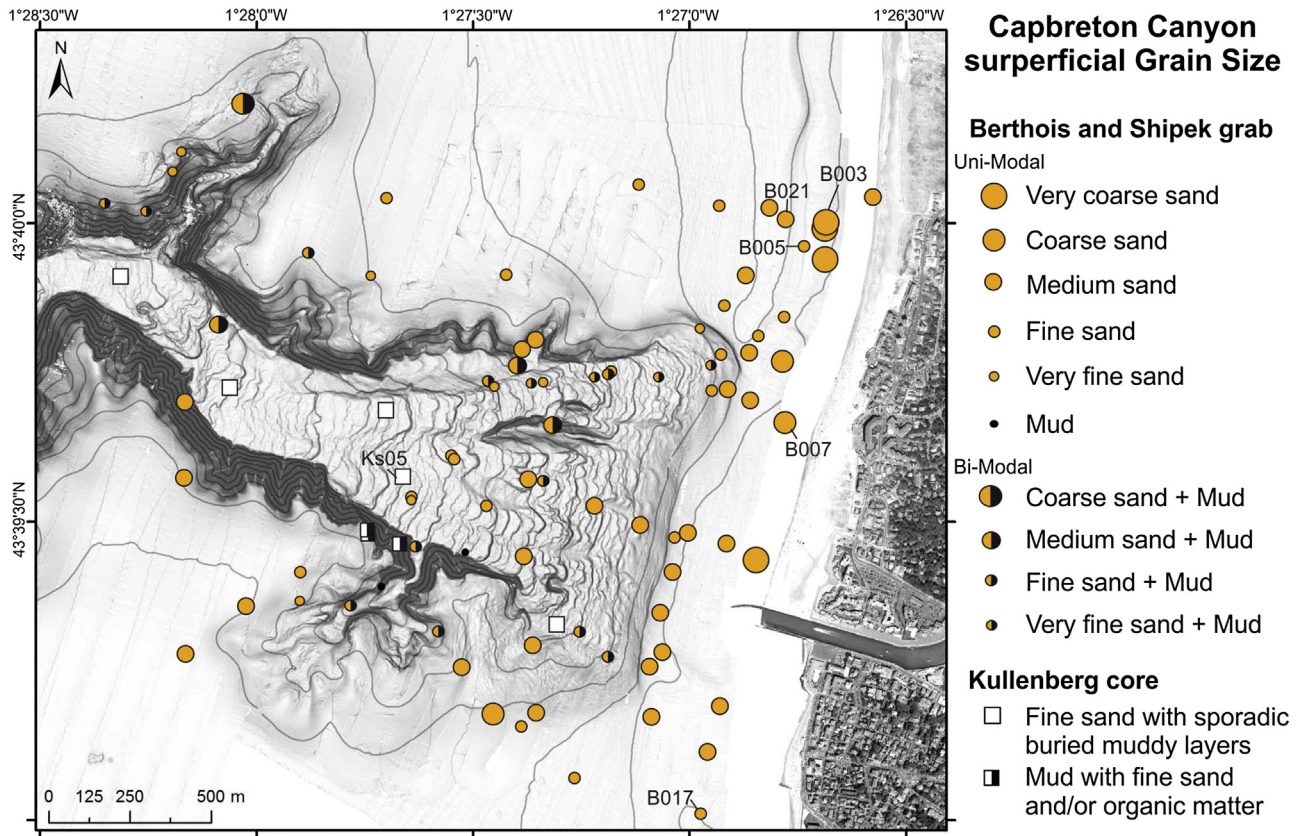 1°28'30"W 1°28'0"W 1°27'30"W 1°27'0"W 1°26'30"W
N
43°40'0"N
43°39'30"N
B021
B003
B005
B007
Ks05
B017
0 125 250 500 m
Capbreton Canyon
surperficial Grain Size
Berthois and Shipek grab
Uni-Modal
Very coarse sand
Coarse sand
Medium sand
Fine sand
Very fine sand
Mud
Bi-Modal
Coarse sand + Mud
Medium sand + Mud
Fine sand + Mud
Very fine sand + Mud
Kullenberg core
Fine sand with sporadic
buried muddy layers
Mud with fine sand
and/or organic matter